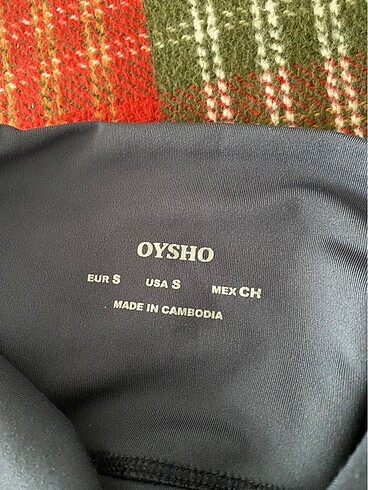 OYSHO
EUR S USA S MEX CH
MADE IN CAMBODIA